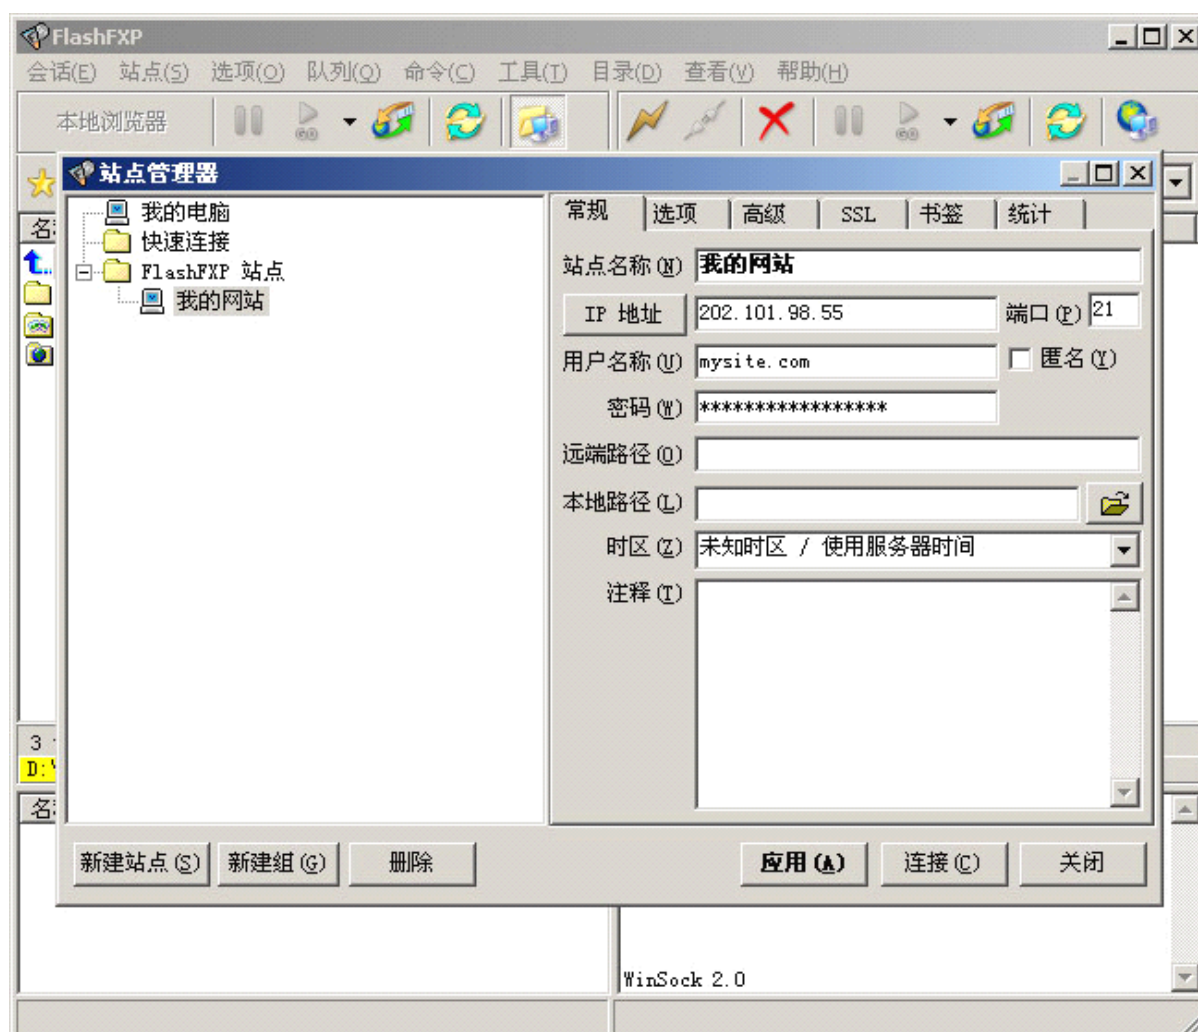 FlashFXP
会话(E) 站点(S) 选项(O) 队列(Q) 命令(C) 工具(T) 目录(D) 查看(V) 帮助(H)
本地浏览器
站点管理器
我的电脑
快速连接
FlashFXP 站点
我的网站
常规 选项 高级 SSL 书签 统计
站点名称(N) 我的网站
IP 地址 202.101.98.55 端口(P) 21
用户名称(U) mysite.com 匿名(Y)
密码(W) *****************
远端路径(O)
本地路径(L)
时区(Z) 未知时区 / 使用服务器时间
注释(T)
3
D:\
新建站点(S) 新建组(G) 删除 应用(A) 连接(C) 关闭
WinSock 2.0